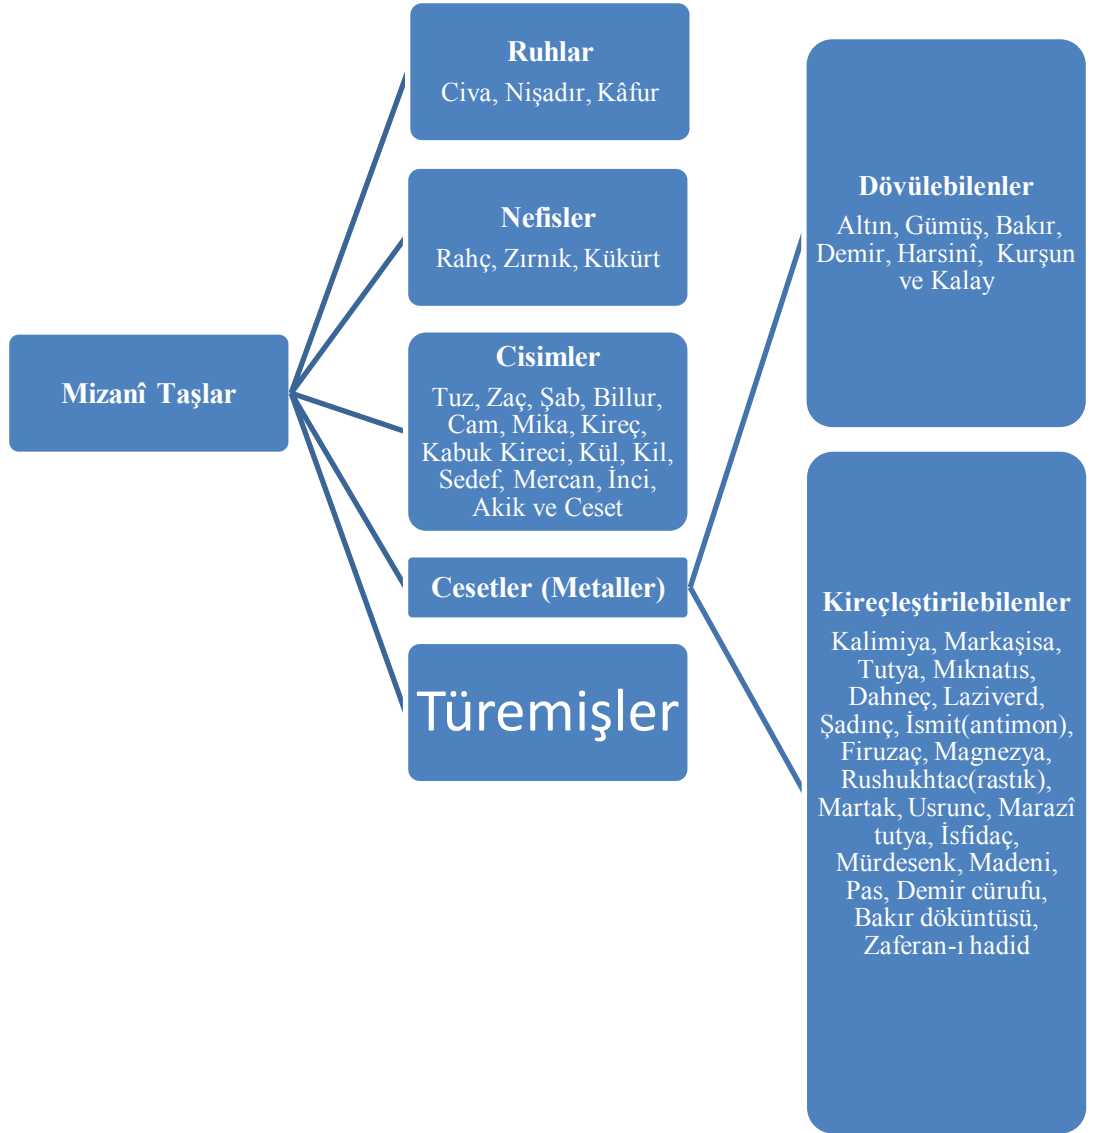 Mizanî Taşlar
Ruhlar
Civa, Nişadır, Kâfur
Nefisler
Rahç, Zırnık, Kükürt
Cisimler
Tuz, Zaç, Şab, Billur,
Cam, Mika, Kireç,
Kabuk Kireci, Kül, Kil,
Sedef, Mercan, İnci,
Akik ve Ceset
Cesetler (Metaller)
Türemişler
Dövülebilenler
Altın, Gümüş, Bakır,
Demir, Harsinî, Kurşun
ve Kalay
Kireçleştirilebilenler
Kalimiya, Markaşisa,
Tutya, Mıknatıs,
Dahneç, Laziverd,
Şadınç, İsmit(antimon),
Firuzaç, Magnezya,
Rushukhtac(rastık),
Martak, Usrunc, Marazî
tutya, İsfidaç,
Mürdesenk, Madeni,
Pas, Demir cürufu,
Bakır döküntüsü,
Zaferan-ı hadid